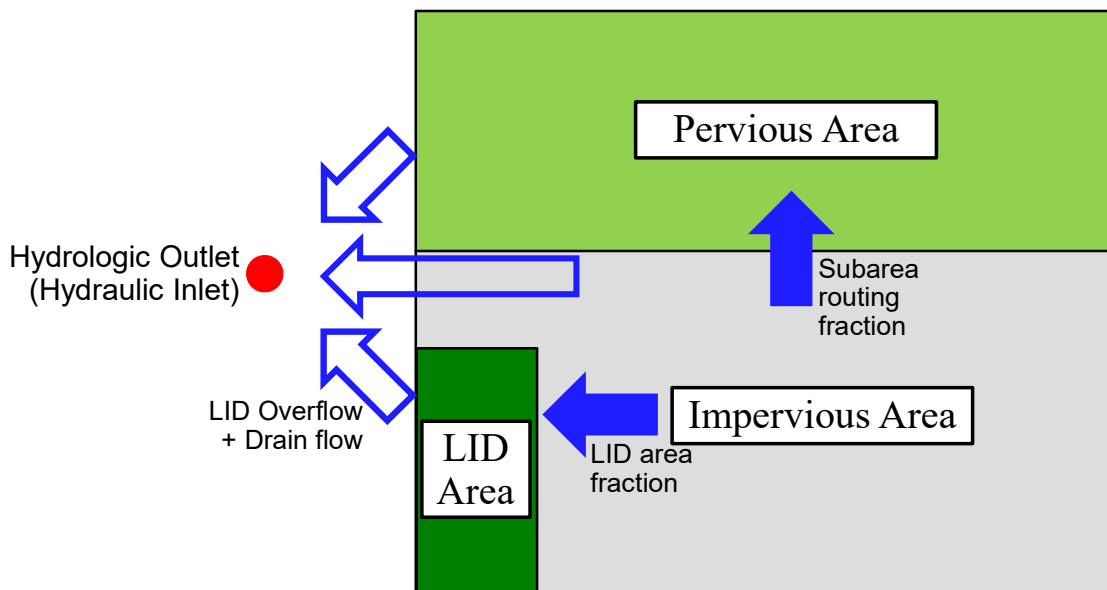 Pervious Area
Hydrologic Outlet
(Hydraulic Inlet)
Subarea
routing
fraction
LID Overflow
+ Drain flow
LID
Area
LID area
fraction
Impervious Area